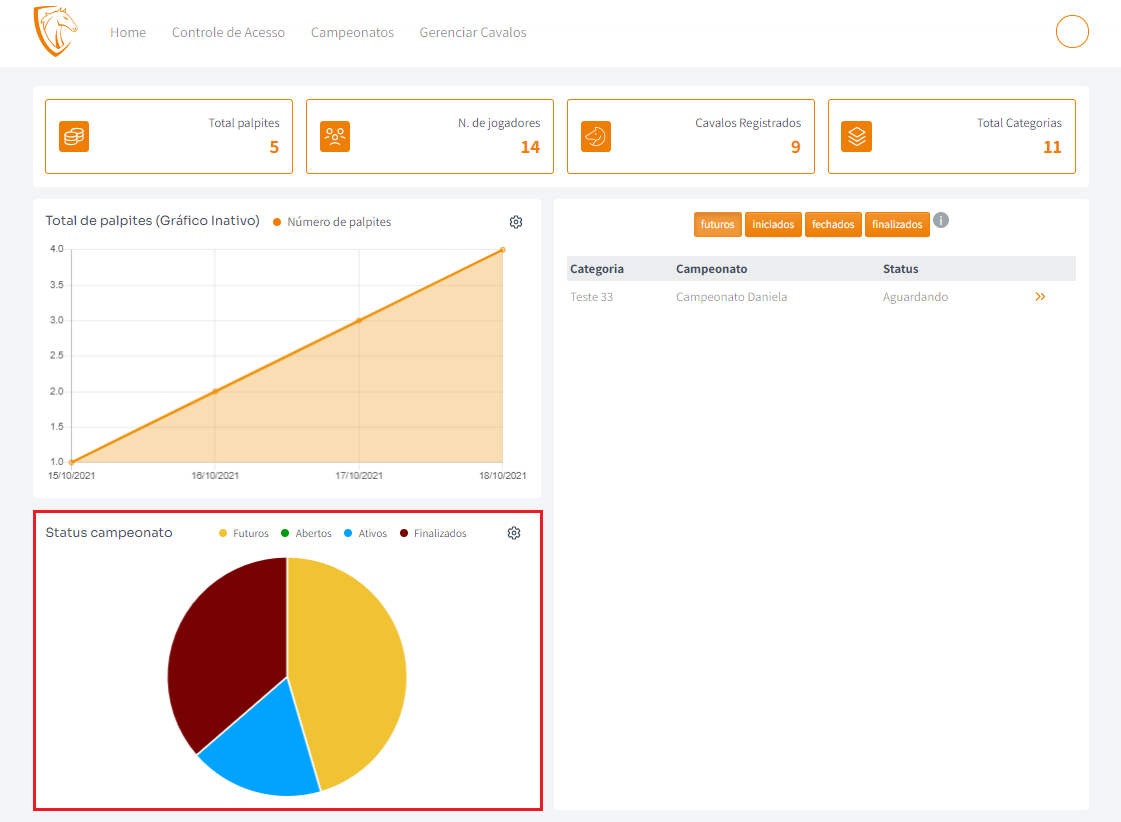 Home Controle de Acesso Campeonatos Gerenciar Cavalos
Total palpites
5
N. de jogadores
14
Cavalos Registrados
9
Total Categorias
11
Total de palpites (Gráfico Inativo) Número de palpites
4.0
3.5
3.0
2.5
2.0
1.5
1.0
15/10/2021 16/10/2021 17/10/2021 18/10/2021
futuros iniciados fechados finalizados i
Categoria Campeonato Status
Teste 33 Campeonato Daniela Aguardando
Status campeonato Futuros Abertos Ativos Finalizados